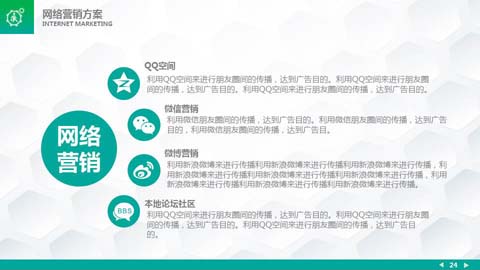 网络营销方案
INTERNET MARKETING
QQ空间
利用QQ空间来进行朋友圈间的传播，达到广告目的。利用QQ空间来进行朋友圈
间的传播，达到广告目的。利用QQ空间来进行朋友圈间的传播，达到广告目的。
微信营销
利用微信朋友圈间的传播，达到广告目的。利用微信朋友圈间的传播，达到广告
目的，利用微信朋友圈间的传播，达到广告目的。
网络
营销
微博营销
利用新浪微博来进行传播利用新浪微博来进行传播利用新浪微博来进行传播，利
用新浪微博来进行传播利用新浪微博来进行传播利用新浪微博来进行传播，利用
新浪微博来进行传播利用新浪微博来进行传播利用新浪微博来进行传播。
BBS
本地论坛社区
利用QQ空间来进行朋友圈间的传播，达到广告目的。利用QQ空间来进行朋友圈
间的传播，达到广告目的。利用QQ空间来进行朋友圈间的传播，达到广告目
的。
24